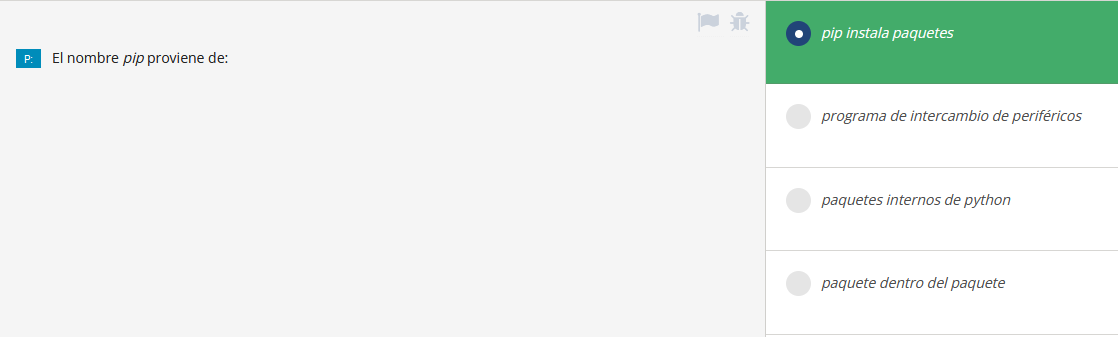 P: El nombre pip proviene de:
pip instala paquetes
programa de intercambio de periféricos
paquetes internos de python
paquete dentro del paquete